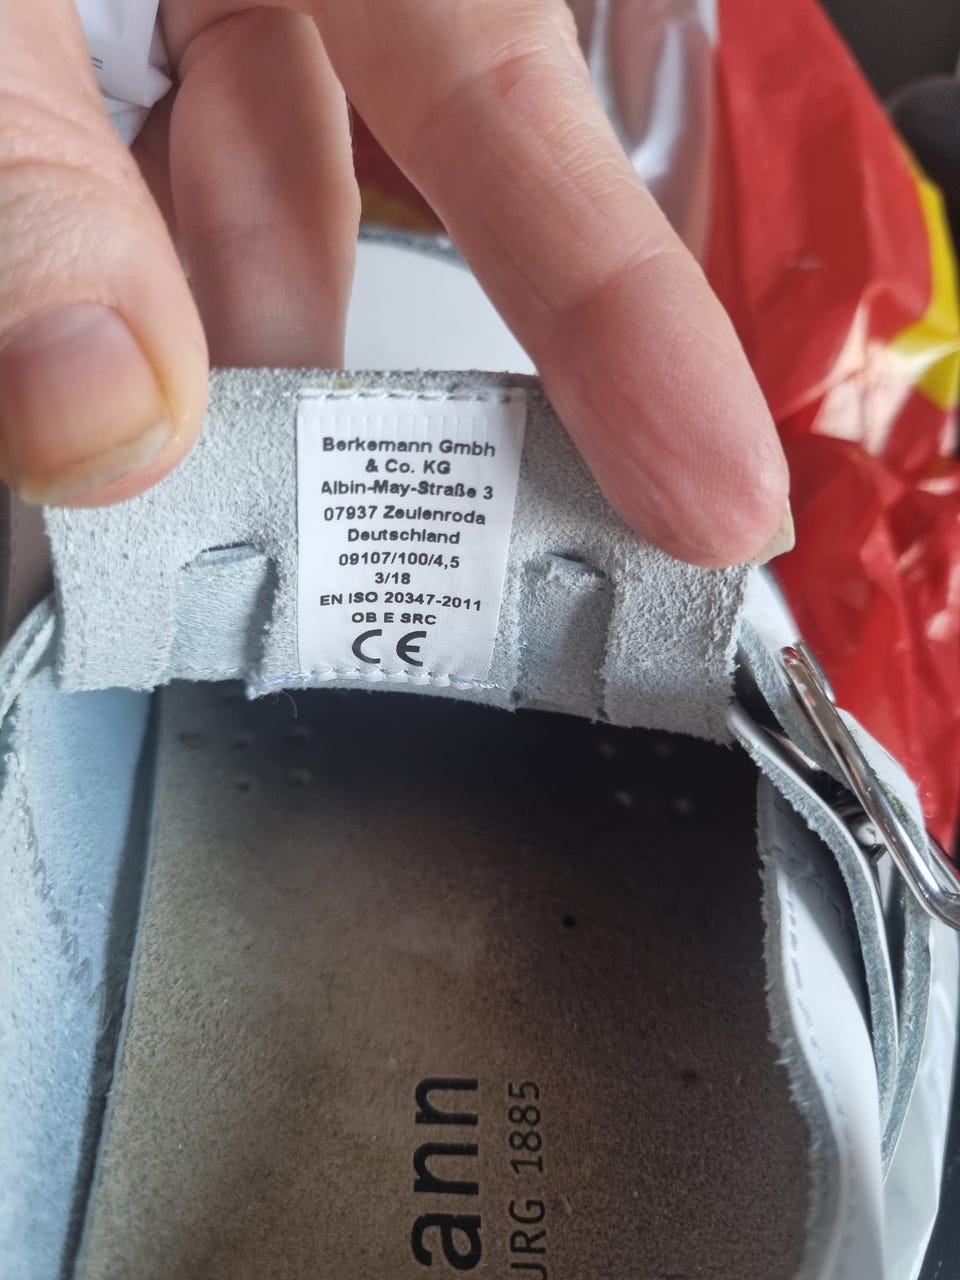 Berkemann Gmbh
& Co. KG
Albin-May-Straße 3
07937 Zeulenroda
Deutschland
09107/100/4,5
3/18
EN ISO 20347-2011
OB E SRC
CE
ann
URG 1885